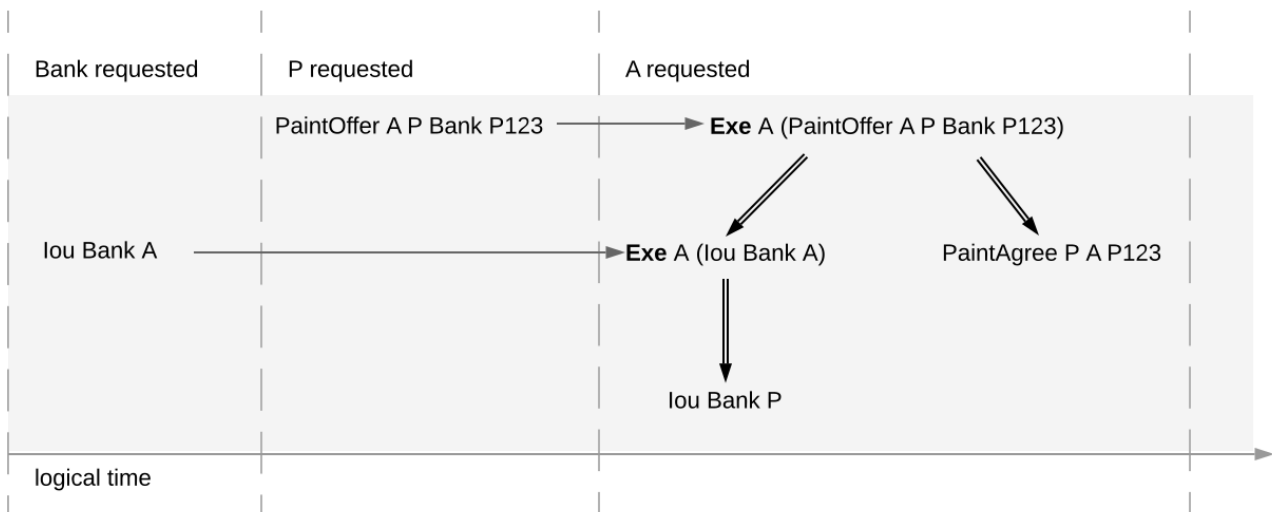 Bank requested
P requested
A requested
PaintOffer A P Bank P123
Exe A (PaintOffer A P Bank P123)
Iou Bank A
Exe A (Iou Bank A)
PaintAgree P A P123
Iou Bank P
logical time